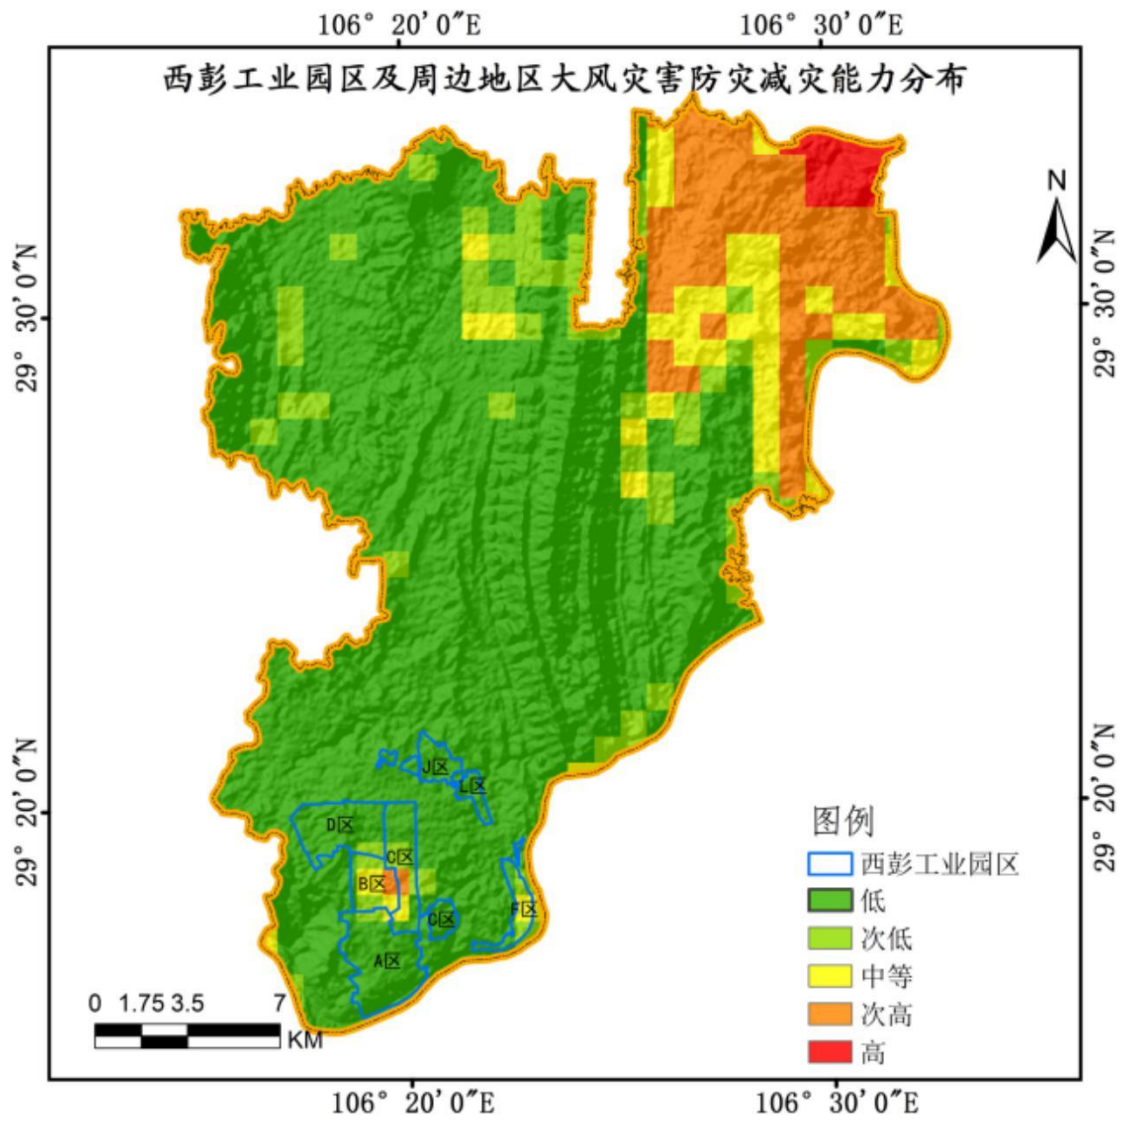 106° 20′ 0″E
106° 30′ 0″E
西彭工业园区及周边地区大风灾害防灾减灾能力分布
N
29° 30′ 0″N
29° 30′ 0″N
29° 20′ 0″N
29° 20′ 0″N
J区
L区
D区
C区
B区
C区
F区
A区
图例
西彭工业园区
低
次低
中等
次高
高
0 1.75 3.5 7
KM
106° 20′ 0″E
106° 30′ 0″E